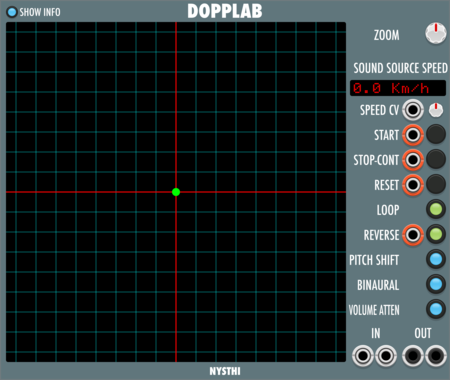 SHOW INFO
DOPPLAB
ZOOM
SOUND SOURCE SPEED
0.0 Km/h
SPEED CV
START
STOP-CONT
RESET
LOOP
REVERSE
PITCH SHIFT
BINAURAL
VOLUME ATTEN
IN OUT
NYSTHI